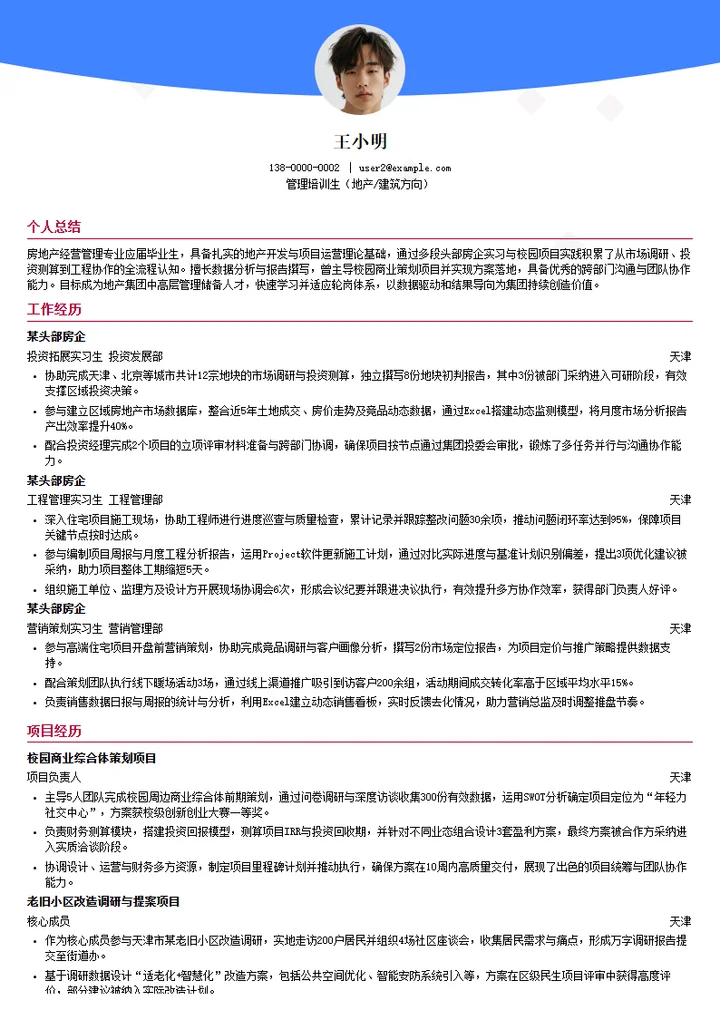 王小明
138-0000-0002 | user2@example.com
管理培训生（地产/建筑方向）
个人总结
房地产经营管理专业应届毕业生，具备扎实的地产开发与项目运营理论基础，通过多段头部房企实习与校园项目实践积累了从市场调研、投
资测算到工程协作的全流程认知。擅长数据分析与报告撰写，曾主导校园商业策划项目并实现方案落地，具备优秀的跨部门沟通与团队协作
能力。目标成为地产集团中高层管理储备人才，快速学习并适应轮岗体系，以数据驱动和结果导向为集团持续创造价值。
工作经历
某头部房企
投资拓展实习生 投资发展部 天津
• 协助完成天津、北京等城市共计12宗地块的市场调研与投资测算，独立撰写8份地块初判报告，其中3份被部门采纳进入可研阶段，有效
支撑区域投资决策。
• 参与建立区域房地产市场数据库，整合近5年土地成交、房价走势及竞品动态数据，通过Excel搭建动态监测模型，将月度市场分析报告
产出效率提升40%。
• 配合投资经理完成2个项目的立项评审材料准备与跨部门协调，确保项目按节点通过集团投委会审批，锻炼了多任务并行与沟通协作能
力。
某头部房企
工程管理实习生 工程管理部 天津
• 深入住宅项目施工现场，协助工程师进行进度巡查与质量检查，累计记录并跟踪整改问题30余项，推动问题闭环率达到95%，保障项目
关键节点按时达成。
• 参与编制项目周报与月度工程分析报告，运用Project软件更新施工计划，通过对比实际进度与基准计划识别偏差，提出3项优化建议被
采纳，助力项目整体工期缩短5天。
• 组织施工单位、监理方及设计方开展现场协调会6次，形成会议纪要并跟进决议执行，有效提升多方协作效率，获得部门负责人好评。
某头部房企
营销策划实习生 营销管理部 天津
• 参与高端住宅项目开盘前营销策划，协助完成竞品调研与客户画像分析，撰写2份市场定位报告，为项目定价与推广策略提供数据支
持。
• 配合策划团队执行线下暖场活动3场，通过线上渠道推广吸引到访客户200余组，活动期间成交转化率高于区域平均水平15%。
• 负责销售数据日报与周报的统计与分析，利用Excel建立动态销售看板，实时反馈去化情况，助力营销总监及时调整推盘节奏。
项目经历
校园商业综合体策划项目
项目负责人 天津
• 主导5人团队完成校园周边商业综合体前期策划，通过问卷调研与深度访谈收集300份有效数据，运用SWOT分析确定项目定位为“年轻力
社交中心”，方案获校级创新创业大赛一等奖。
• 负责财务测算模块，搭建投资回报模型，测算项目IRR与投资回收期，并针对不同业态组合设计3套盈利方案，最终方案被合作方采纳进
入实质洽谈阶段。
• 协调设计、运营与财务多方资源，制定项目里程碑计划并推动执行，确保方案在10周内高质量交付，展现了出色的项目统筹与团队协作
能力。
老旧小区改造调研与提案项目
核心成员 天津
• 作为核心成员参与天津市某老旧小区改造调研，实地走访200户居民并组织4场社区座谈会，收集居民需求与痛点，形成万字调研报告提
交至街道办。
• 基于调研数据设计“适老化+智慧化”改造方案，包括公共空间优化、智能安防系统引入等，方案在区级民生项目评审中获得高度评
价，部分建议被纳入实际改造计划。